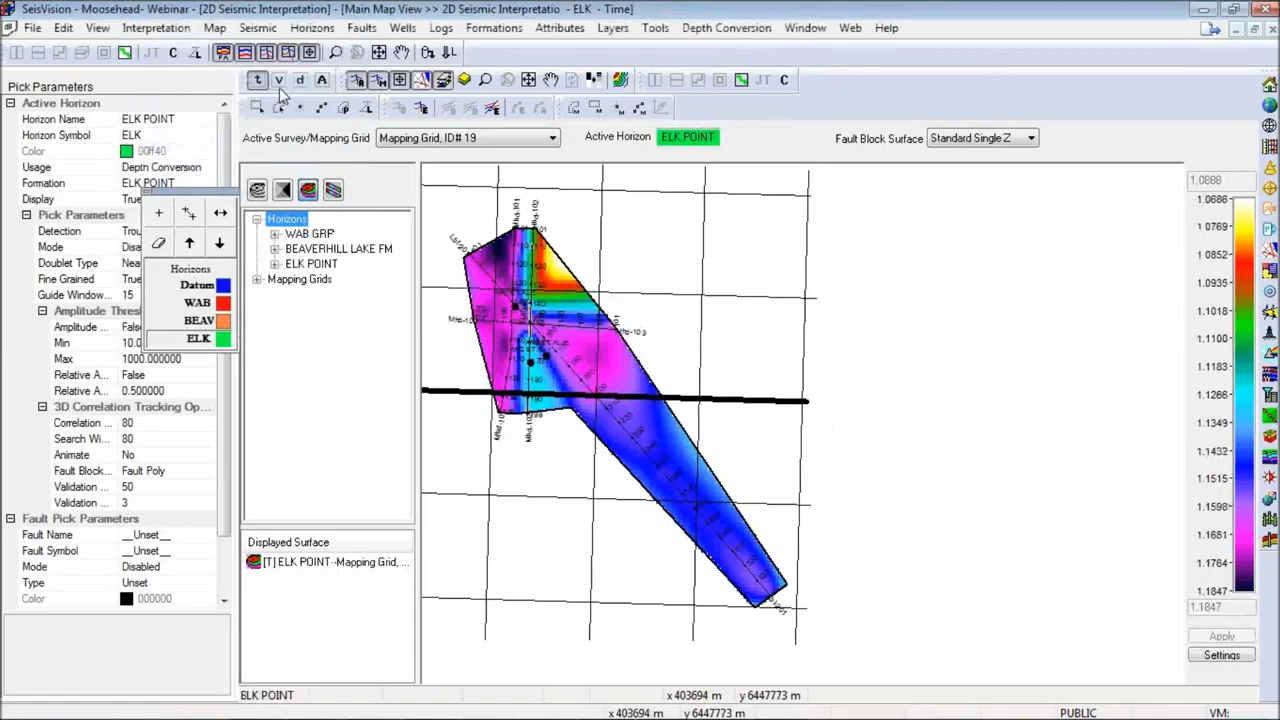 SeisVision - Moosehead- Webinar - [2D Seismic Interpretation] - [Main Map View >> 2D Seismic Interpretatio - ELK - Time]
File Edit View Interpretation Map Seismic Horizons Faults Wells Logs Formations Attributes Layers Tools Depth Conversion Window Web Help
JT C
Pick Parameters
t v d A
JT C
Active Horizon
Horizon Name ELK POINT
Horizon Symbol ELK
Color 00ff40
Usage Depth Conversion
Formation ELK POINT
Display True
Pick Parameters
Detection Trou
Mode Disa
Doublet Type Nea
Fine Grained True
Guide Window... 15
Amplitude Thres
Amplitude ... False
Min 10.0
Max 1000.000000
Relative A... False
Relative A... 0.500000
3D Correlation Tracking Op...
Correlation ... 80
Search Wi... 80
Animate No
Fault Block... Fault Poly
Validation ... 50
Validation ... 3
Fault Pick Parameters
Fault Name __Unset__
Fault Symbol __Unset__
Mode Disabled
Type Unset
Color 000000
Horizons
Datum
WAB
BEAV
ELK
Active Survey/Mapping Grid Mapping Grid, ID# 19 Active Horizon ELK POINT Fault Block Surface Standard Single Z
Horizons
WAB GRP
BEAVERHILL LAKE FM
ELK POINT
Mapping Grids
Displayed Surface
[T] ELK POINT--Mapping Grid, ...
1.0688
1.0769
1.0852
1.0935
1.1018
1.1100
1.1183
1.1266
1.1349
1.1432
1.1515
1.1598
1.1681
1.1764
1.1847
1.1847
Apply
Settings
ELK POINT x 403694 m y 6447773 m
x 403694 m y 6447773 m PUBLIC VM: